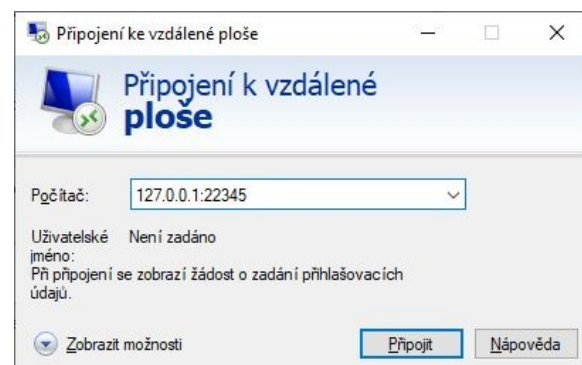 Připojení ke vzdálené ploše
Připojení k vzdálené
ploše
Počítač: 127.0.0.1:22345
Uživatelské Není zadáno
jméno:
Při připojení se zobrazí žádost o zadání přihlašovacích
údajů.
Zobrazit možnosti Připojit Nápověda